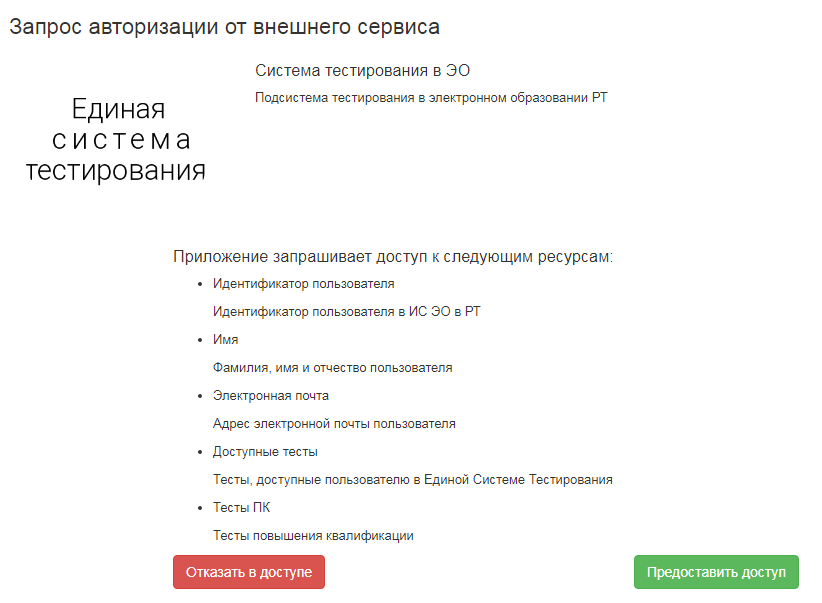 Запрос авторизации от внешнего сервиса
Единая
система
тестирования
Система тестирования в ЭО
Подсистема тестирования в электронном образовании РТ
Приложение запрашивает доступ к следующим ресурсам:
• Идентификатор пользователя
Идентификатор пользователя в ИС ЭО в РТ
• Имя
Фамилия, имя и отчество пользователя
• Электронная почта
Адрес электронной почты пользователя
• Доступные тесты
Тесты, доступные пользователю в Единой Системе Тестирования
• Тесты ПК
Тесты повышения квалификации
Отказать в доступе
Предоставить доступ